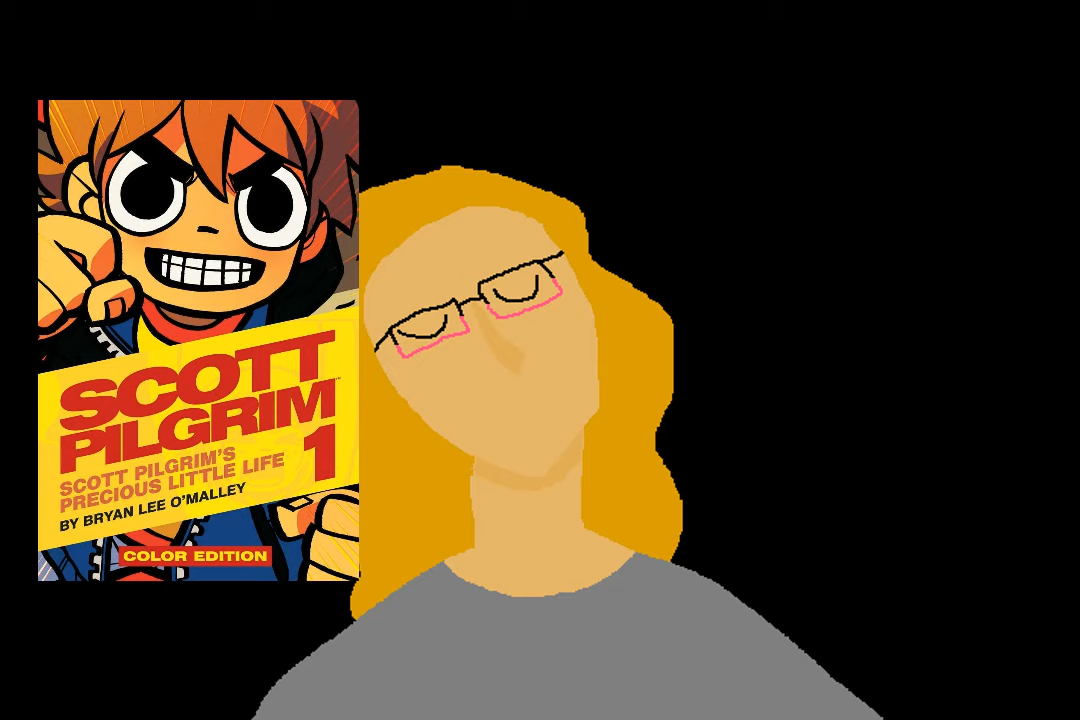 SCOTT
PILGRIM
1
SCOTT PILGRIM'S
PRECIOUS LITTLE LIFE
BY BRYAN LEE O'MALLEY
COLOR EDITION